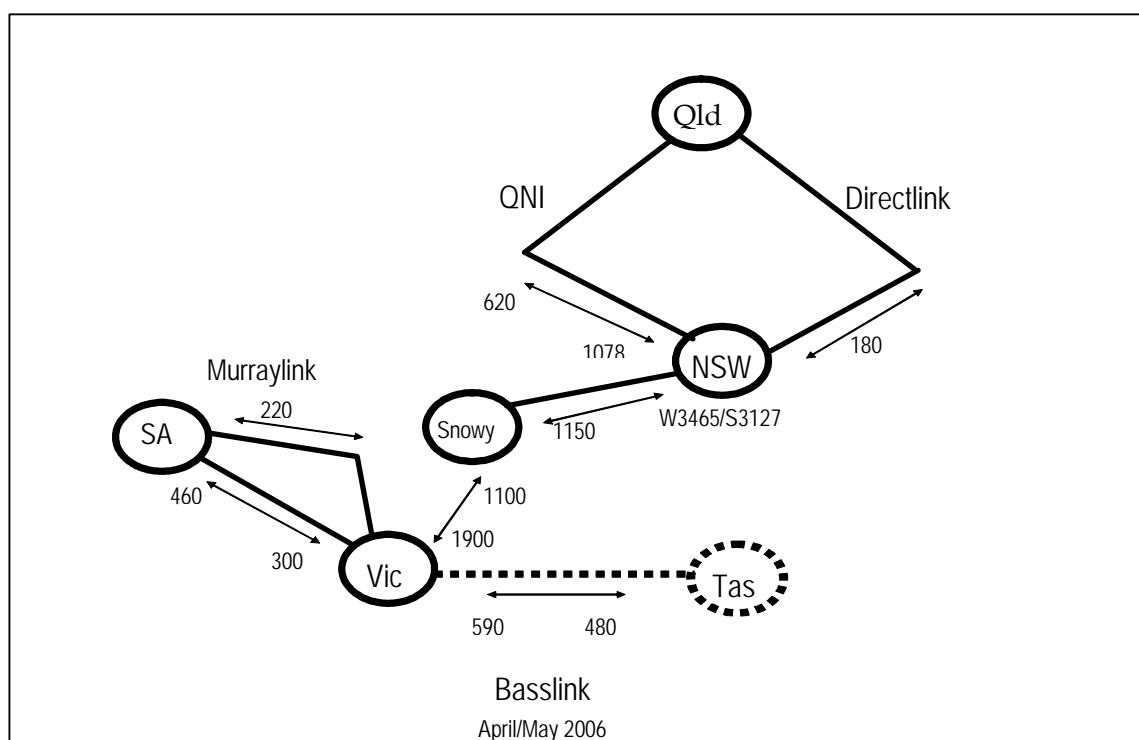 Qld
QNI
Directlink
620
1078
180
NSW
W3465/S3127
Murraylink
220
SA
Snowy
1150
460
300
1100
1900
Vic
Tas
590 480
Basslink
April/May 2006